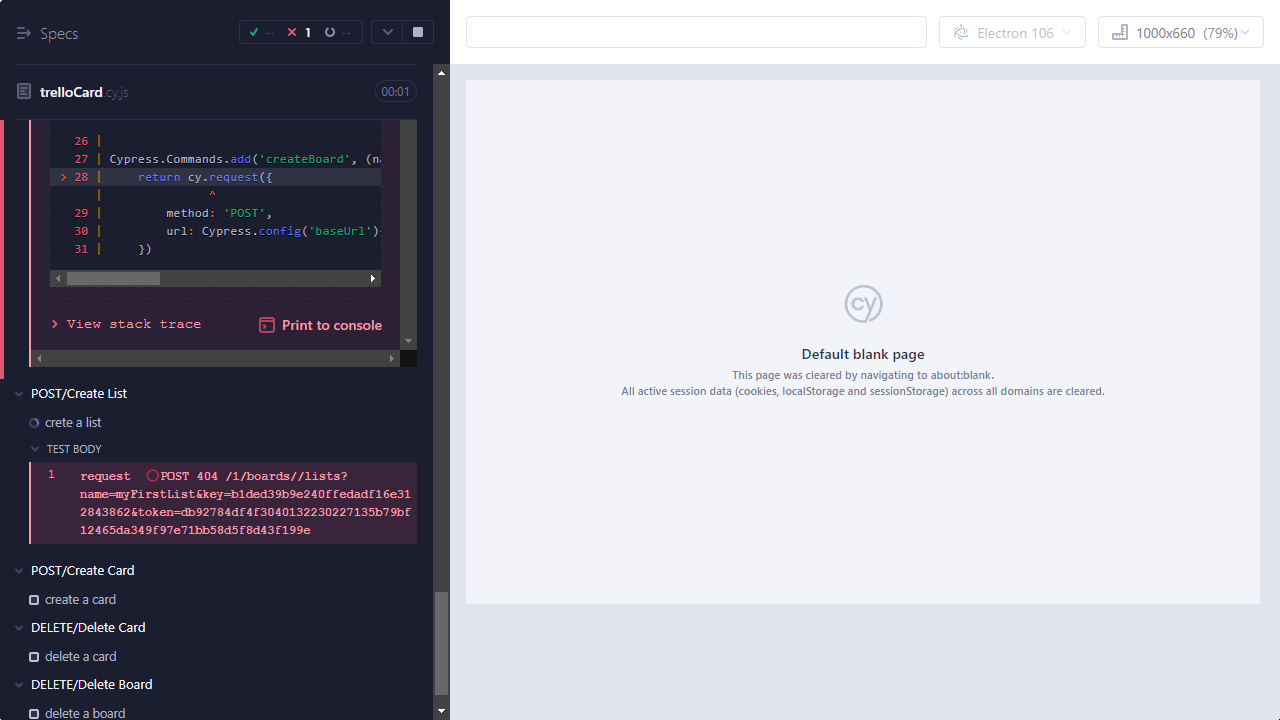 Specs
-- 1 --
Electron 106
1000x660 (79%)
trelloCard.cy.js
00:01
26 |
27 | Cypress.Commands.add('createBoard', (na
> 28 | return cy.request({
| ^
29 | method: 'POST',
30 | url: Cypress.config('baseUrl')
31 | })
View stack trace
Print to console
POST/Create List
crete a list
TEST BODY
1 request POST 404 /1/boards//lists?
name=myFirstList&key=b1ded39b9e240ffedadf16e31
2843862&token=db92784df4f3040132230227135b79bf
12465da349f97e71bb58d5f8d43f199e
POST/Create Card
create a card
DELETE/Delete Card
delete a card
DELETE/Delete Board
delete a board
cy
Default blank page
This page was cleared by navigating to about:blank.
All active session data (cookies, localStorage and sessionStorage) across all domains are cleared.